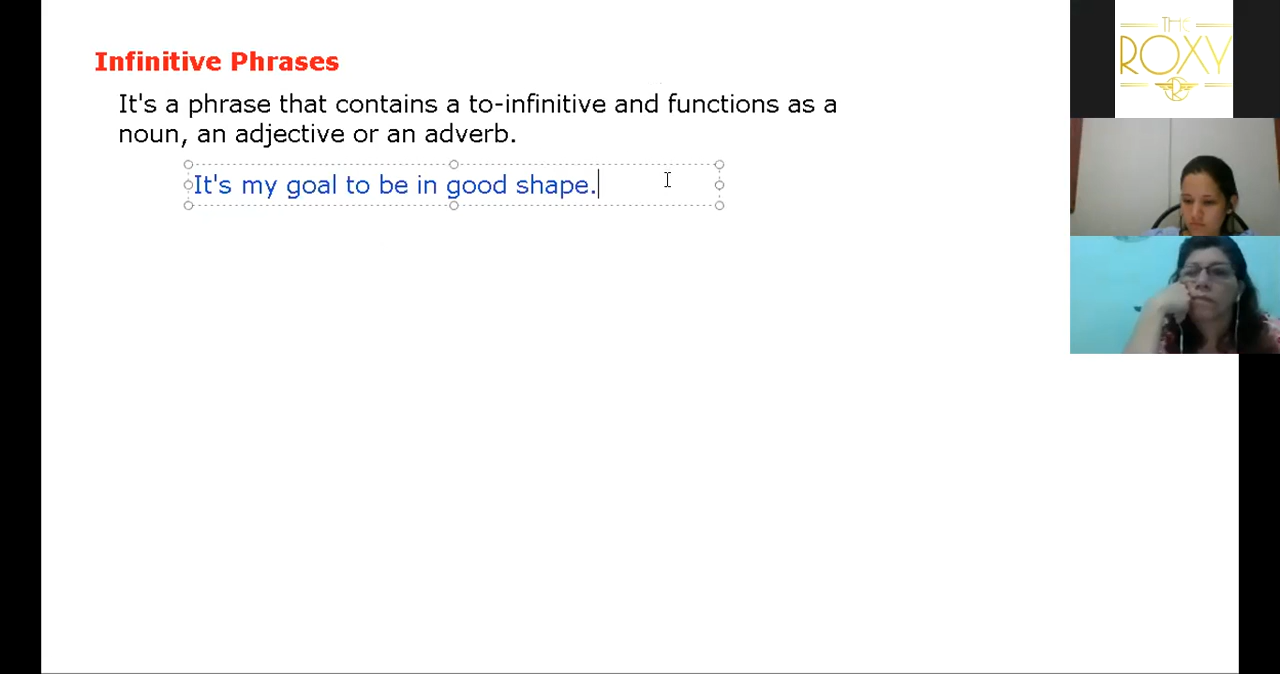 Infinitive Phrases
It's a phrase that contains a to-infinitive and functions as a
noun, an adjective or an adverb.
It's my goal to be in good shape.
THE
ROXY